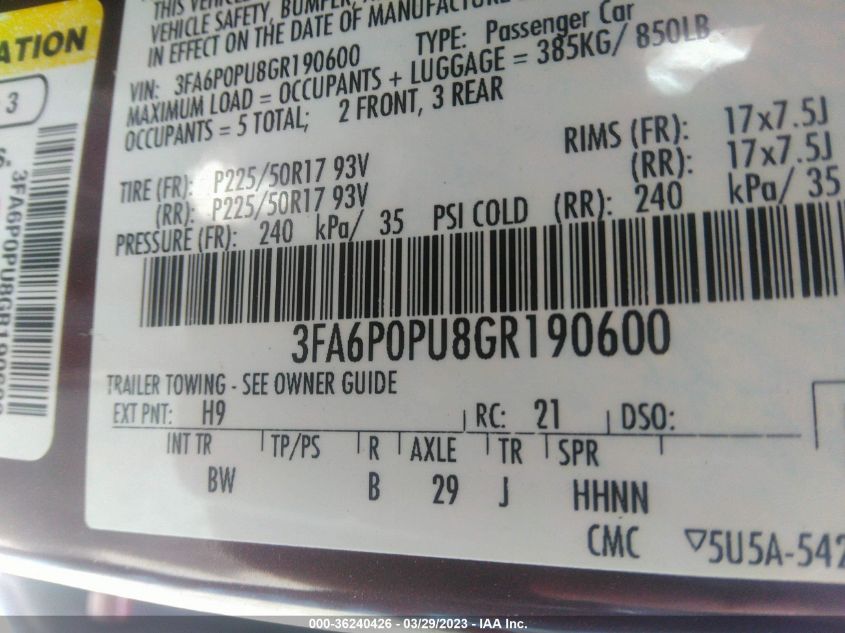 THIS VEHICLE
VEHICLE SAFETY, BUMPER,
IN EFFECT ON THE DATE OF MANUFACTURE
VIN: 3FA6P0PU8GR190600 TYPE: Passenger Car
MAXIMUM LOAD = OCCUPANTS + LUGGAGE = 385KG/ 850LB
OCCUPANTS = 5 TOTAL; 2 FRONT, 3 REAR
RIMS (FR): 17x7.5J
TIRE (FR): P225/50R17 93V (RR): 17x7.5J
(RR): P225/50R17 93V
PRESSURE (FR): 240 kPa/ 35 PSI COLD (RR): 240 kPa/ 35
3FA6P0PU8GR190600
TRAILER TOWING - SEE OWNER GUIDE
EXT PNT: H9 RC: 21 DSO:
INT TR TP/PS R AXLE TR SPR
BW B 29 J HHNN
CMC ▽5U5A-542
ATION
3
3FA6P0PU8GR190600
000-36240426 - 03/29/2023 - IAA Inc.